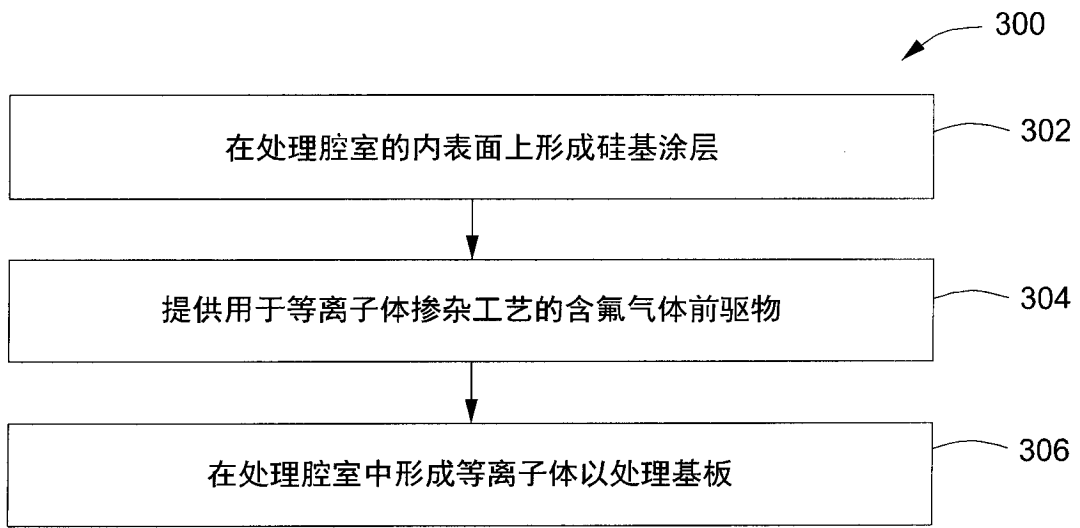 300
在处理腔室的内表面上形成硅基涂层
302
提供用于等离子体掺杂工艺的含氟气体前驱物
304
在处理腔室中形成等离子体以处理基板
306